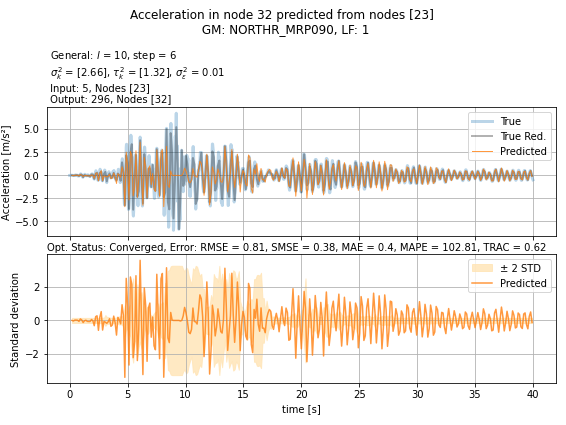 Acceleration in node 32 predicted from nodes [23]
GM: NORTHR_MRP090, LF: 1
General: l = 10, step = 6
σ²ₖ = [2.66], τ²ₖ = [1.32], σ²ε = 0.01
Input: 5, Nodes [23]
Output: 296, Nodes [32]
Acceleration [m/s²]
5.0
2.5
0.0
−2.5
−5.0
True
True Red.
Predicted
Opt. Status: Converged, Error: RMSE = 0.81, SMSE = 0.38, MAE = 0.4, MAPE = 102.81, TRAC = 0.62
Standard deviation
2
0
−2
± 2 STD
Predicted
0 5 10 15 20 25 30 35 40
time [s]